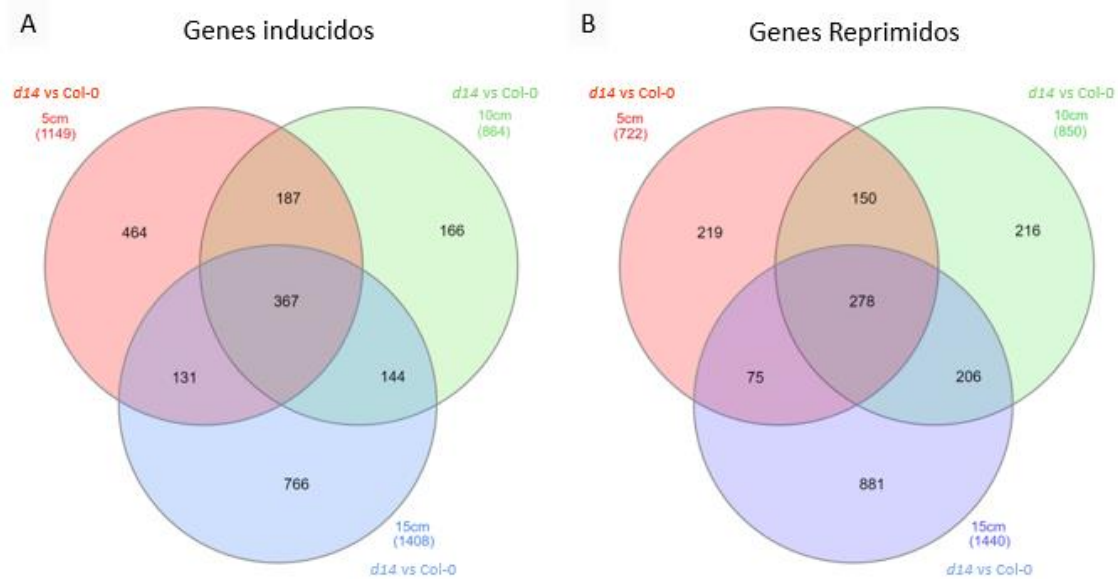 A
Genes inducidos
d14 vs Col-0
5cm
(1149)
d14 vs Col-0
10cm
(864)
187
464
166
367
131
144
766
15cm
(1408)
d14 vs Col-0
B
Genes Reprimidos
d14 vs Col-0
5cm
(722)
d14 vs Col-0
10cm
(850)
150
219
216
278
75
206
881
15cm
(1440)
d14 vs Col-0